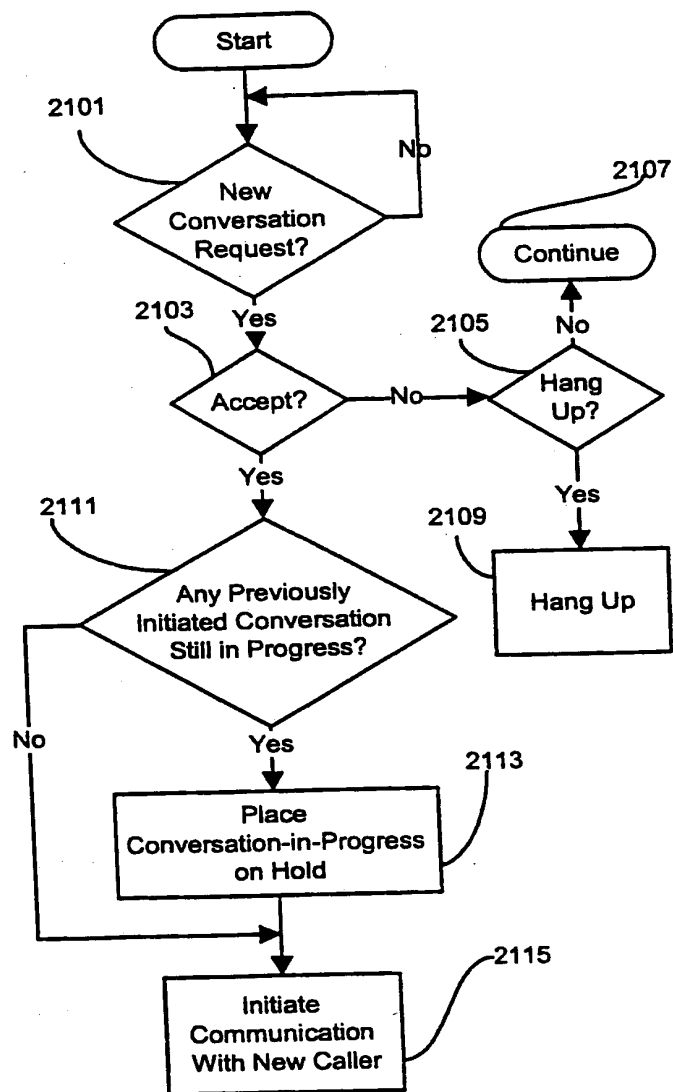 Start
2101
No
New
Conversation
Request?
2107
Continue
Yes
2103
2105
No
Accept?
No
Hang
Up?
Yes
Yes
2111
2109
Any Previously
Initiated Conversation
Still in Progress?
Hang Up
No
Yes
2113
Place
Conversation-in-Progress
on Hold
2115
Initiate
Communication
With New Caller